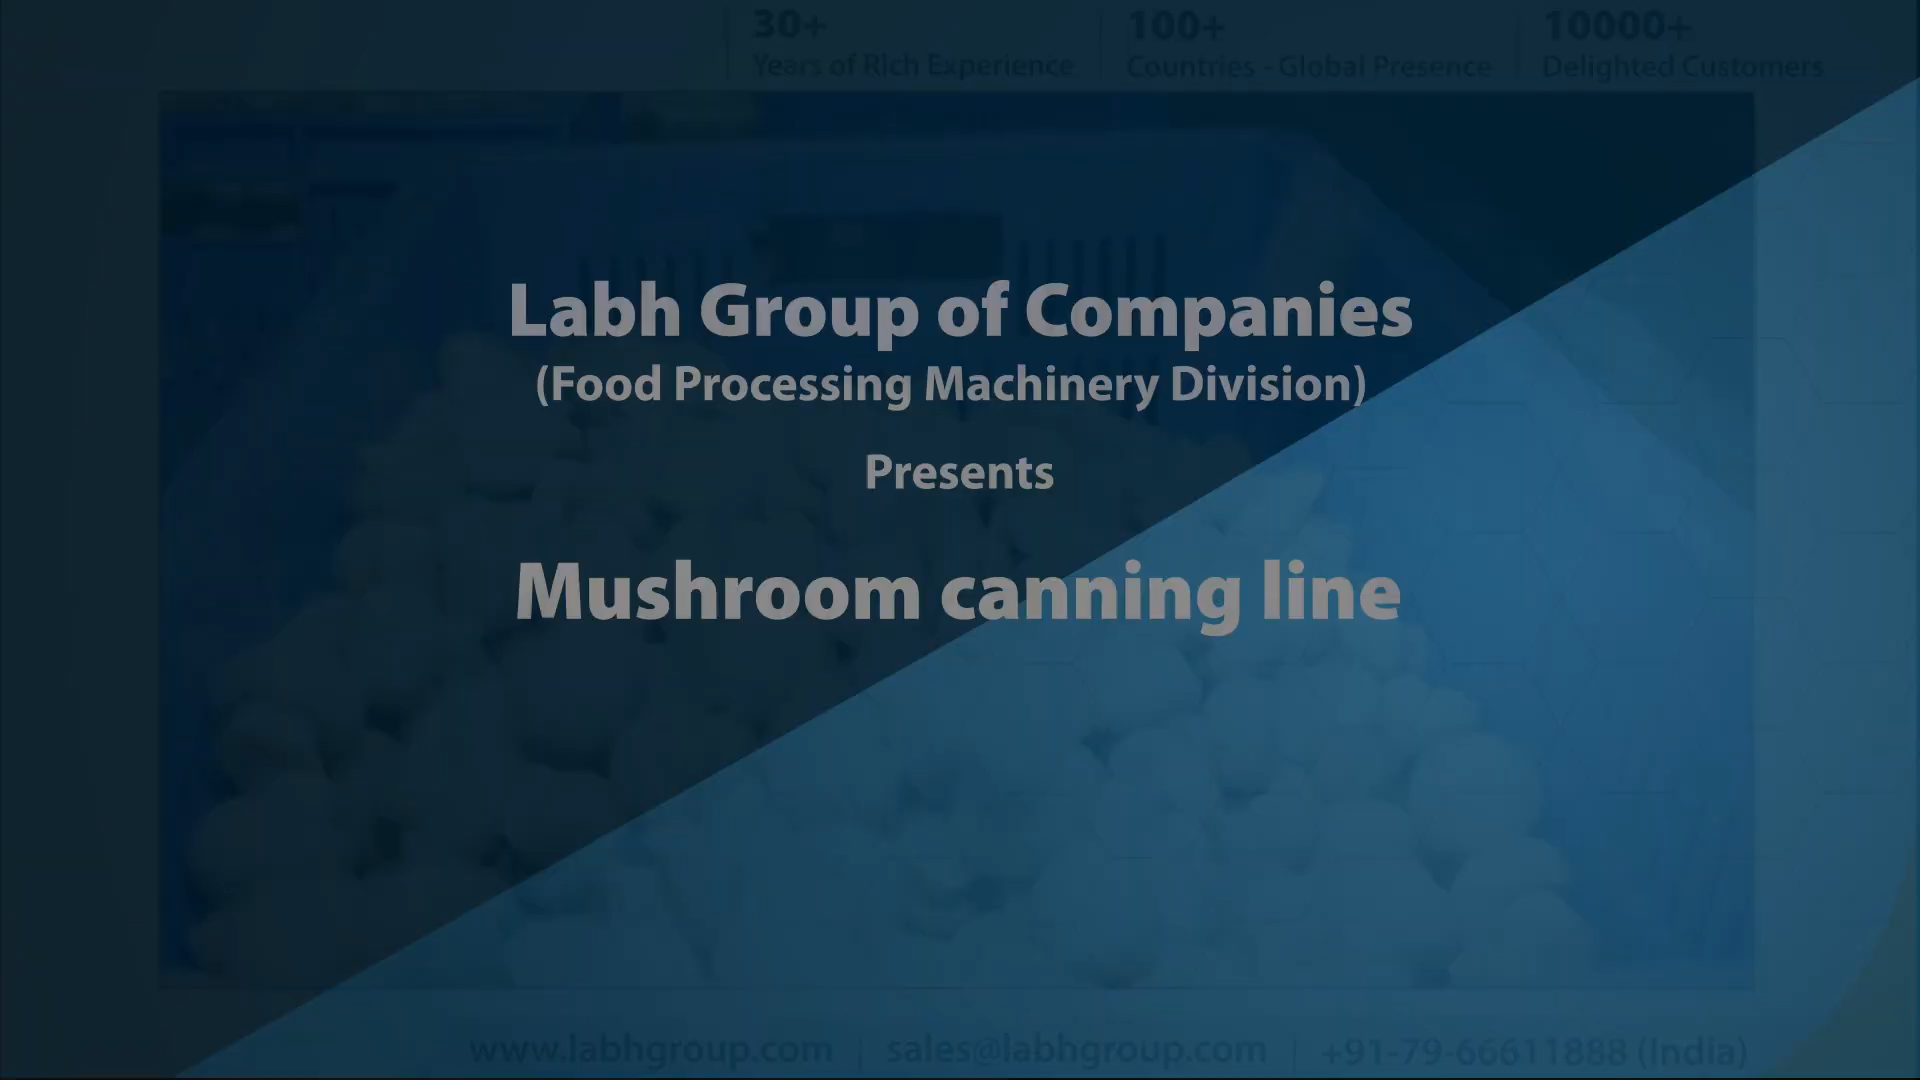 30+
Years of Rich Experience
100+
Countries - Global Presence
10000+
Delighted Customers
Labh Group of Companies
(Food Processing Machinery Division)
Presents
Mushroom canning line
www.labhgroup.com | sales@labhgroup.com | +91-79-66611888 (India)